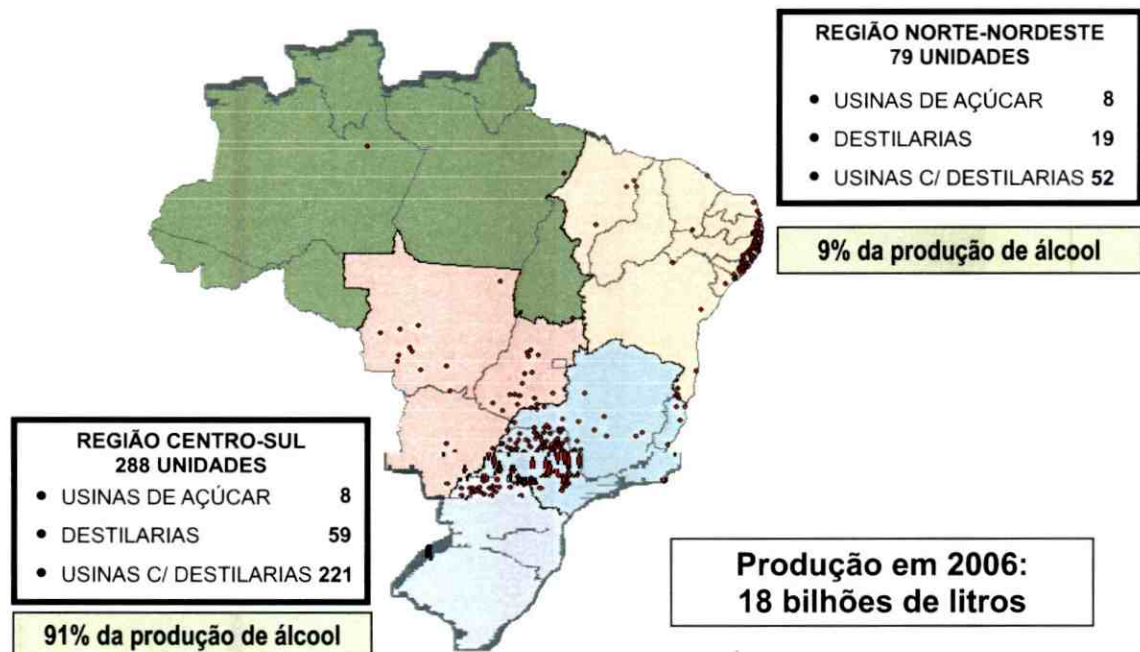 REGIÃO NORTE-NORDESTE
79 UNIDADES
• USINAS DE AÇÚCAR 8
• DESTILARIAS 19
• USINAS C/ DESTILARIAS 52
9% da produção de álcool
REGIÃO CENTRO-SUL
288 UNIDADES
• USINAS DE AÇÚCAR 8
• DESTILARIAS 59
• USINAS C/ DESTILARIAS 221
91% da produção de álcool
Produção em 2006:
18 bilhões de litros